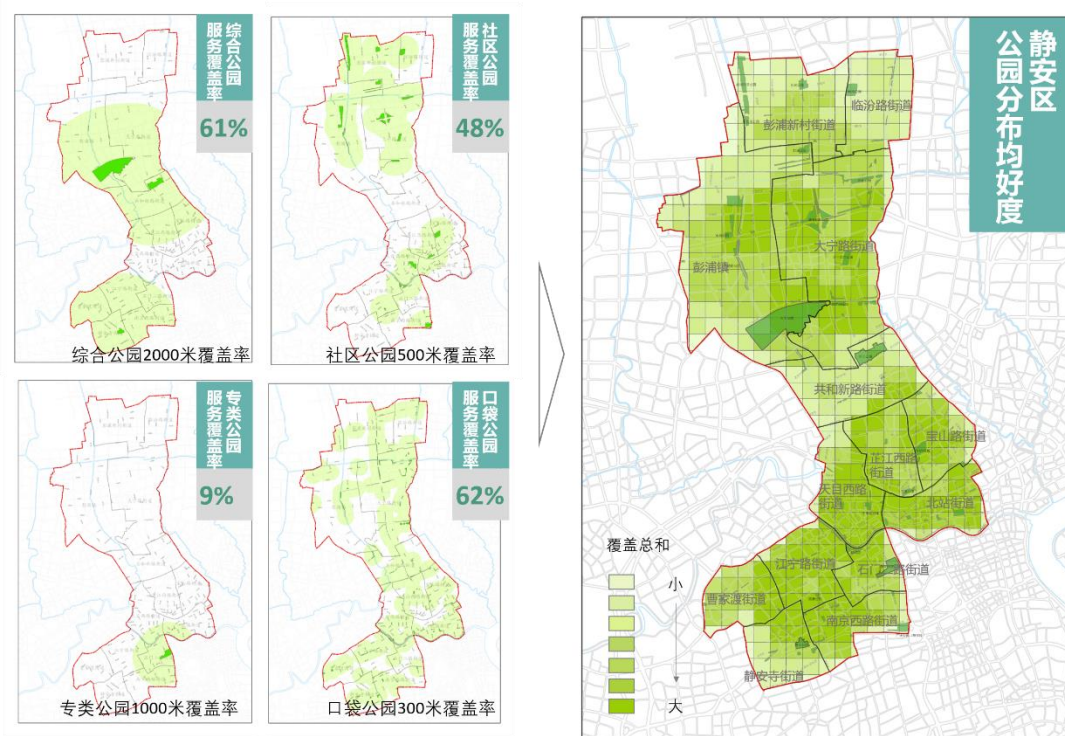 综合公园
服务覆盖率
61%
综合公园2000米覆盖率
社区公园
服务覆盖率
48%
社区公园500米覆盖率
专类公园
服务覆盖率
9%
专类公园1000米覆盖率
口袋公园
服务覆盖率
62%
口袋公园300米覆盖率
静安区
公园分布均好度
临汾路街道
彭浦新村街道
大宁路街道
彭浦镇
共和新路街道
宝山路街道
芷江西路
街道
天目西路
街道
北站街道
江宁路街道
石门二路街道
曹家渡街道
南京西路街道
静安寺街道
覆盖总和
小
大